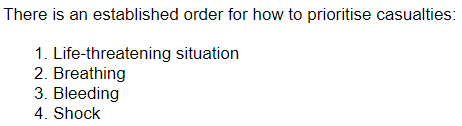 There is an established order for how to prioritise casualties:
1. Life-threatening situation
2. Breathing
3. Bleeding
4. Shock